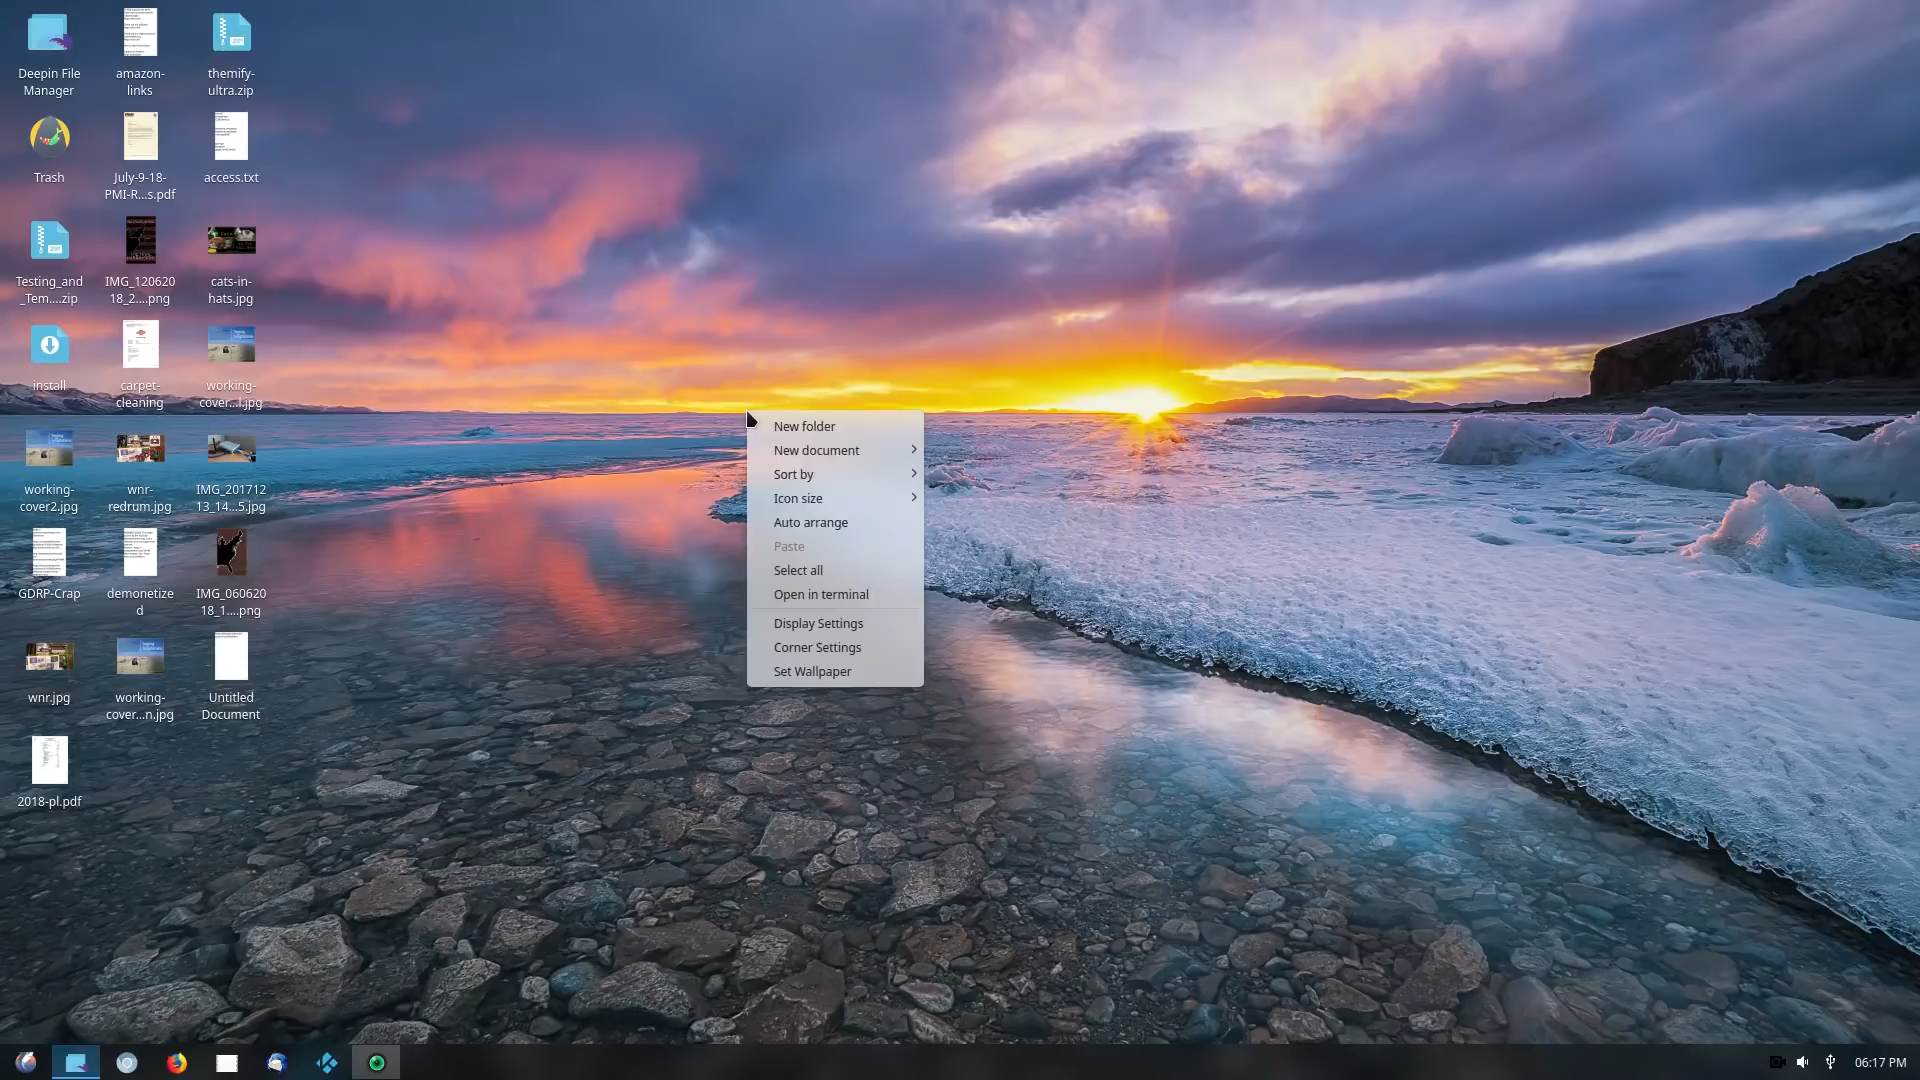 Deepin File
Manager
amazon-
links
themify-
ultra.zip
Trash
July-9-18-
PMI-R...s.pdf
access.txt
Testing_and
_Tem....zip
IMG_120620
18_2....png
cats-in-
hats.jpg
install
carpet-
cleaning
working-
cover...l.jpg
working-
cover2.jpg
wnr-
redrum.jpg
IMG_201712
13_14...5.jpg
GDRP-Crap
demonetize
d
IMG_060620
18_1....png
wnr.jpg
working-
cover...n.jpg
Untitled
Document
2018-pl.pdf
New folder
New document
Sort by
Icon size
Auto arrange
Paste
Select all
Open in terminal
Display Settings
Corner Settings
Set Wallpaper
06:17 PM